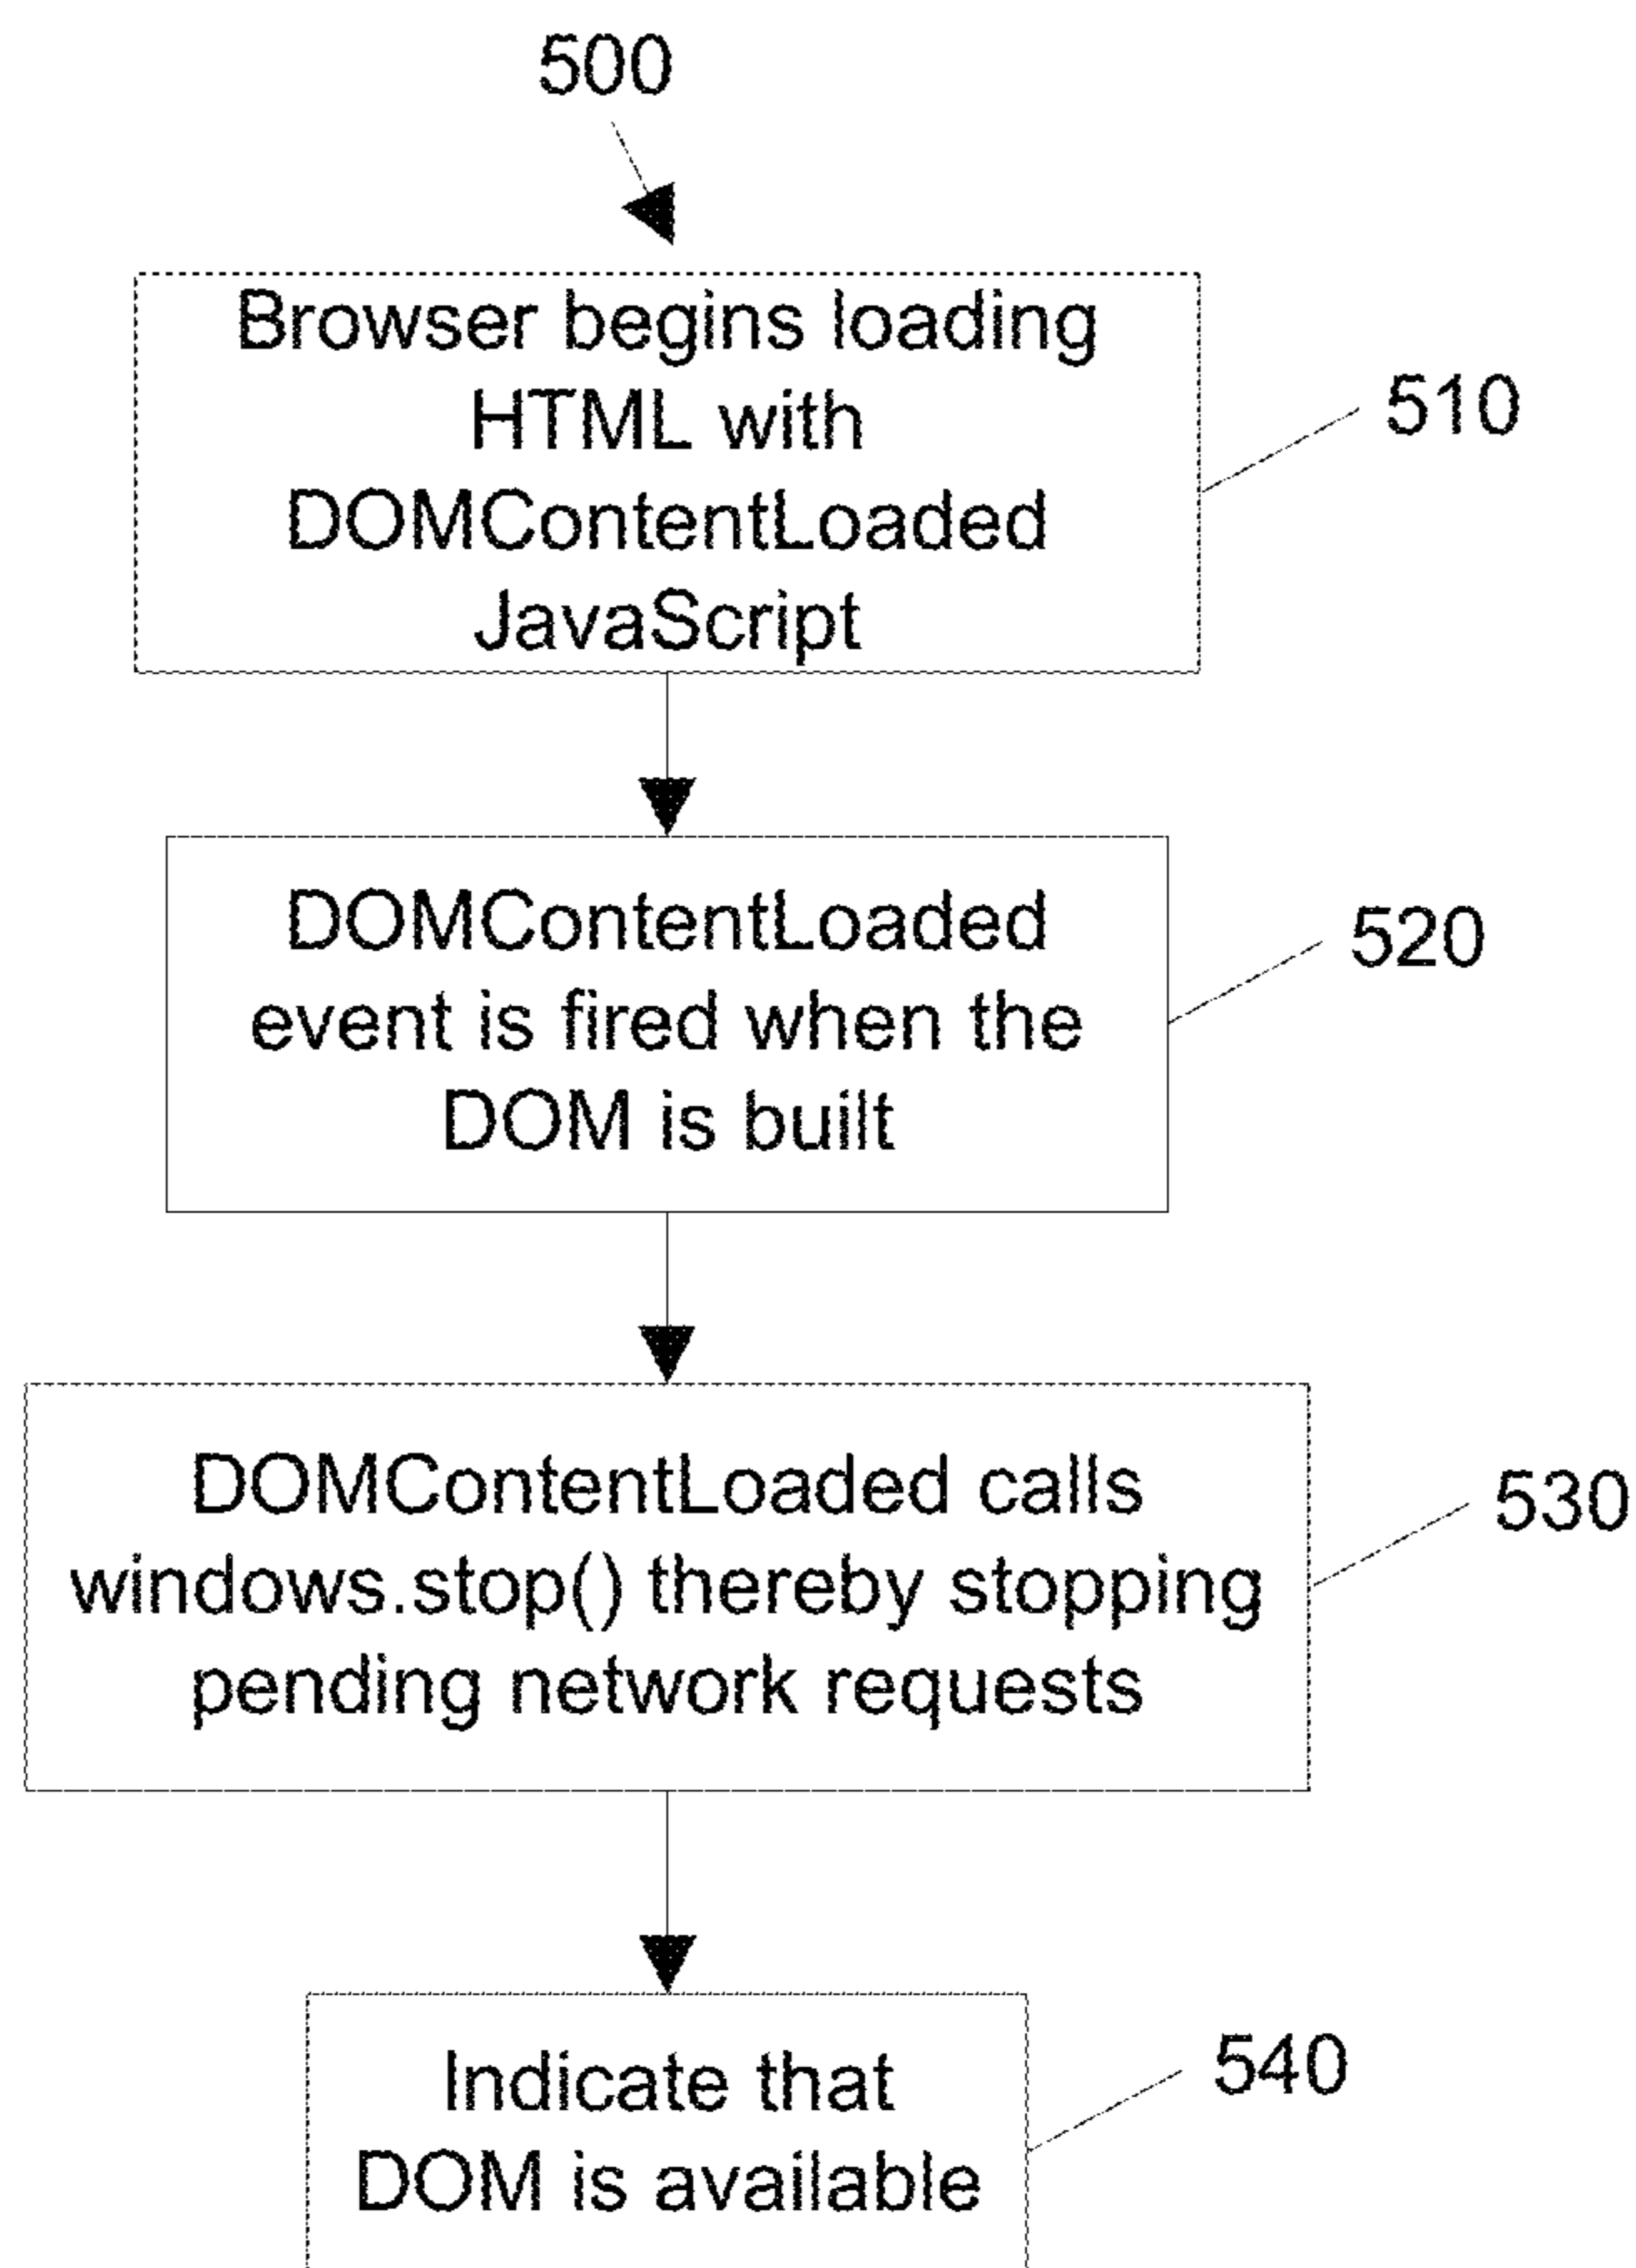 500
Browser begins loading
HTML with
DOMContentLoaded
JavaScript
510
DOMContentLoaded
event is fired when the
DOM is built
520
DOMContentLoaded calls
windows.stop() thereby stopping
pending network requests
530
Indicate that
DOM is available
540